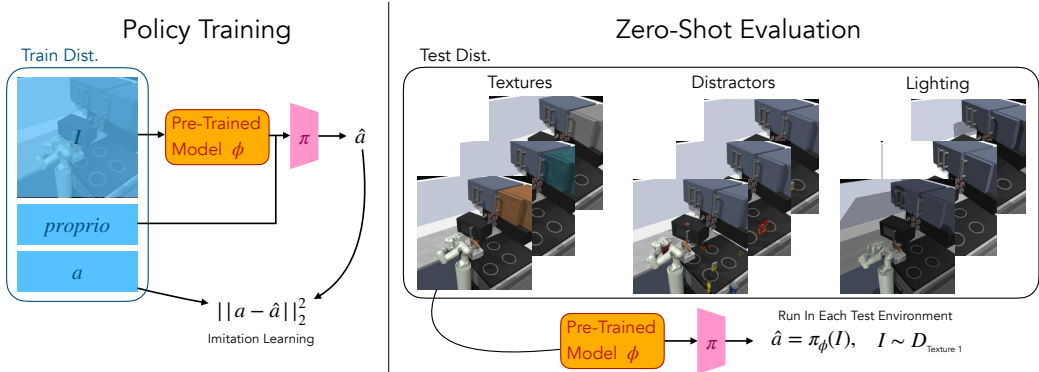 Policy Training
Train Dist.
I
Pre-Trained
Model ϕ
π
â
proprio
a
||a − â||₂²
Imitation Learning
Zero-Shot Evaluation
Test Dist.
Textures
Distractors
Lighting
Pre-Trained
Model ϕ
π
Run In Each Test Environment
â = π_ϕ(I), I ∼ D_Texture 1